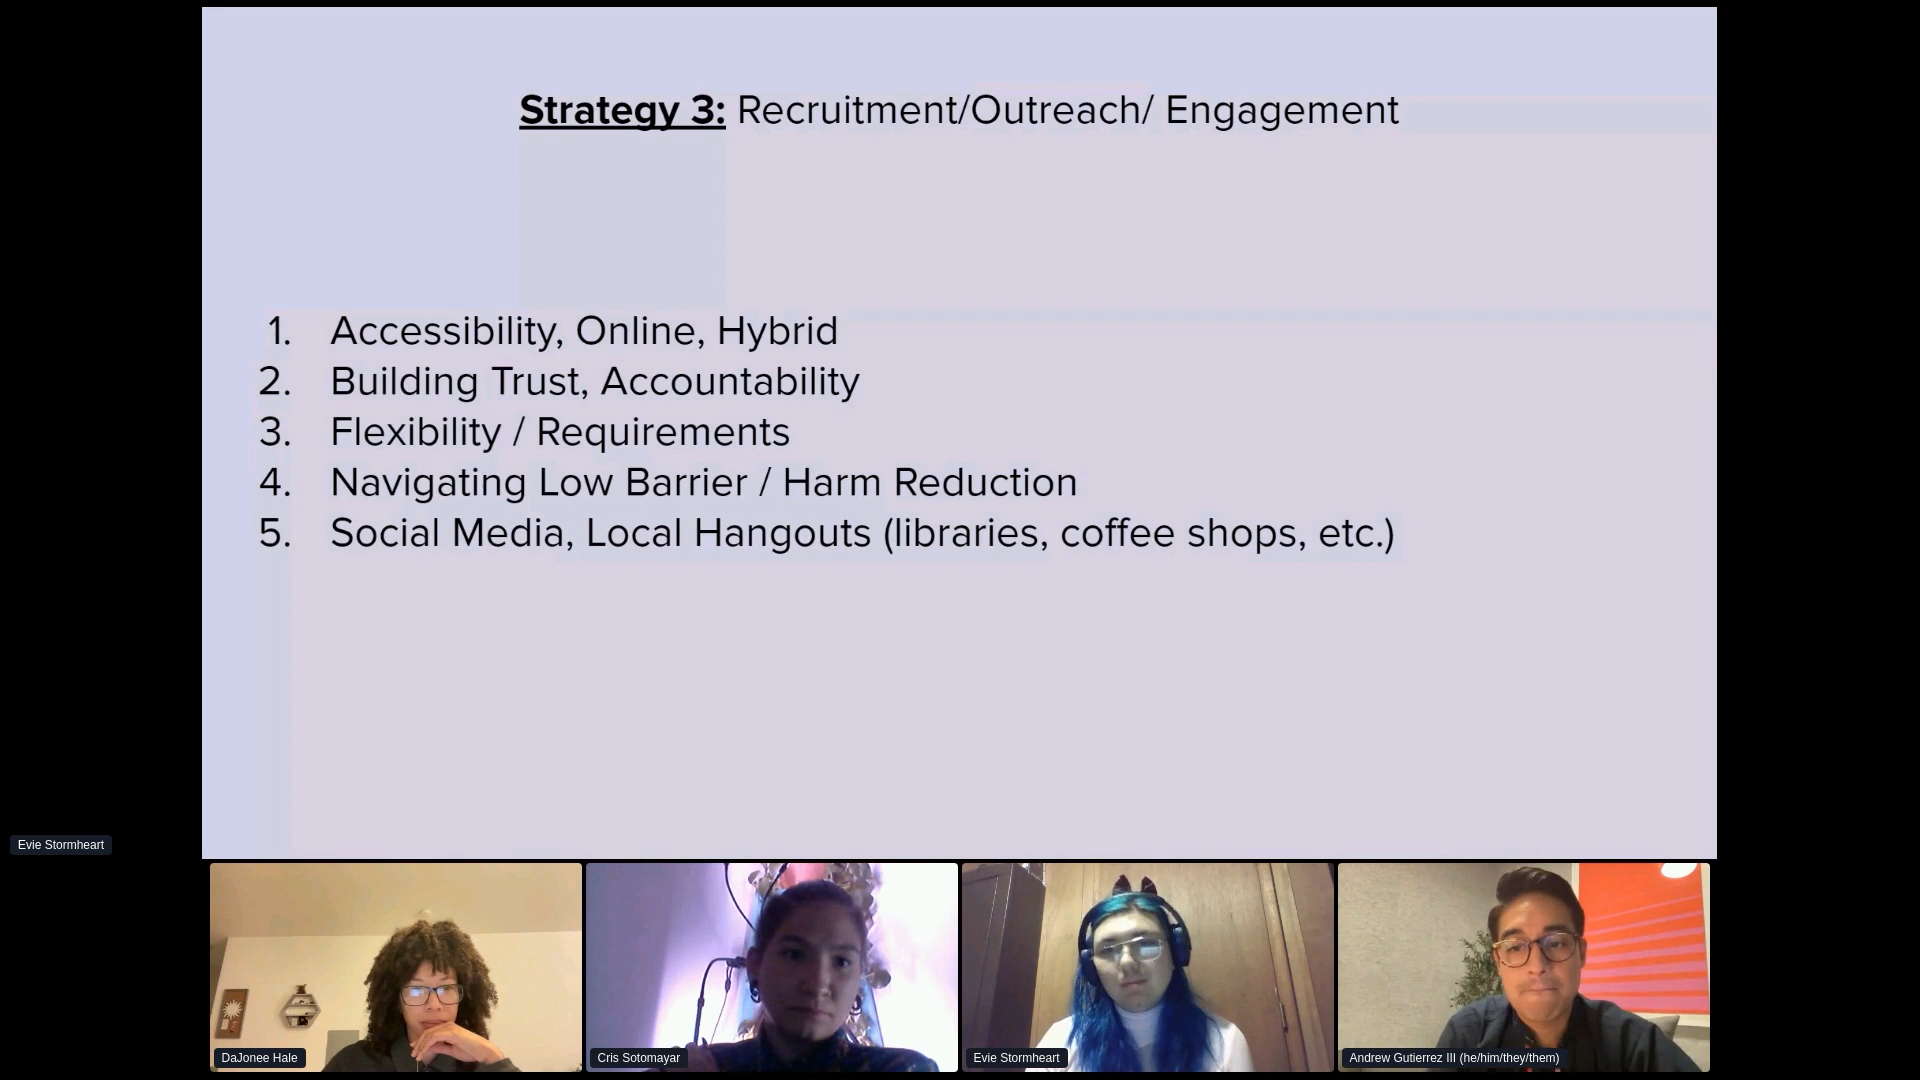 Strategy 3: Recruitment/Outreach/ Engagement
1. Accessibility, Online, Hybrid
2. Building Trust, Accountability
3. Flexibility / Requirements
4. Navigating Low Barrier / Harm Reduction
5. Social Media, Local Hangouts (libraries, coffee shops, etc.)
Evie Stormheart
DaJonee Hale
Cris Sotomayar
Evie Stormheart
Andrew Gutierrez III (he/him/they/them)